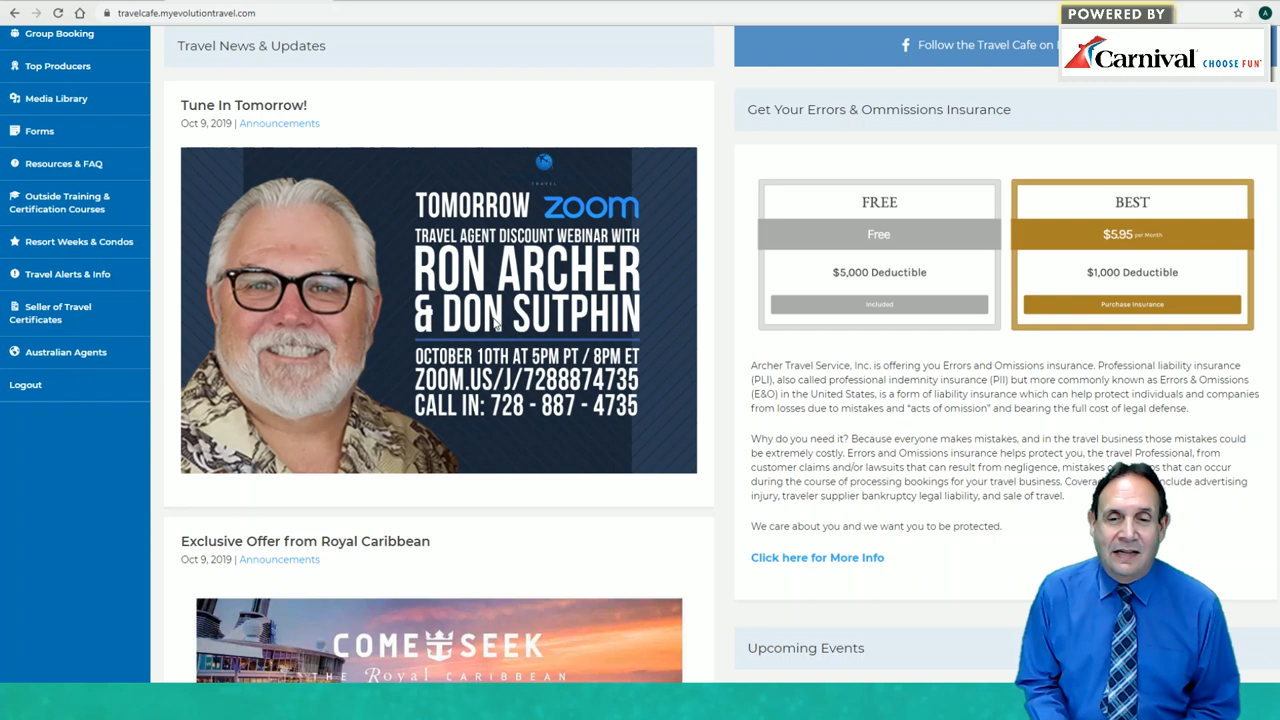 travelcafe.myevolutiontravel.com
A
POWERED BY
Carnival CHOOSE FUN
Group Booking
Top Producers
Media Library
Forms
Resources & FAQ
Outside Training &
Certification Courses
Resort Weeks & Condos
Travel Alerts & Info
Seller of Travel
Certificates
Australian Agents
Logout
Travel News & Updates
Tune In Tomorrow!
Oct 9, 2019 | Announcements
TRAVEL
TOMORROW zoom
TRAVEL AGENT DISCOUNT WEBINAR WITH
RON ARCHER
& DON SUTPHIN
OCTOBER 10TH AT 5PM PT / 8PM ET
ZOOM.US/J/7288874735
CALL IN: 728 - 887 - 4735
Exclusive Offer from Royal Caribbean
Oct 9, 2019 | Announcements
COME SEEK
THE Royal CARIBBEAN
Follow the Travel Cafe on
Get Your Errors & Ommissions Insurance
FREE
Free
$5,000 Deductible
Included
BEST
$5.95 per Month
$1,000 Deductible
Purchase Insurance
Archer Travel Service, Inc. is offering you Errors and Omissions insurance. Professional liability insurance
(PLI), also called professional indemnity insurance (PII) but more commonly known as Errors & Omissions
(E&O) in the United States, is a form of liability insurance which can help protect individuals and companies
from losses due to mistakes and “acts of omission” and bearing the full cost of legal defense.
Why do you need it? Because everyone makes mistakes, and in the travel business those mistakes could
be extremely costly. Errors and Omissions insurance helps protect you, the travel Professional, from
customer claims and/or lawsuits that can result from negligence, mistakes that can occur
during the course of processing bookings for your travel business. include advertising
injury, traveler supplier bankruptcy legal liability, and sale of travel.
We care about you and we want you to be protected.
Click here for More Info
Upcoming Events